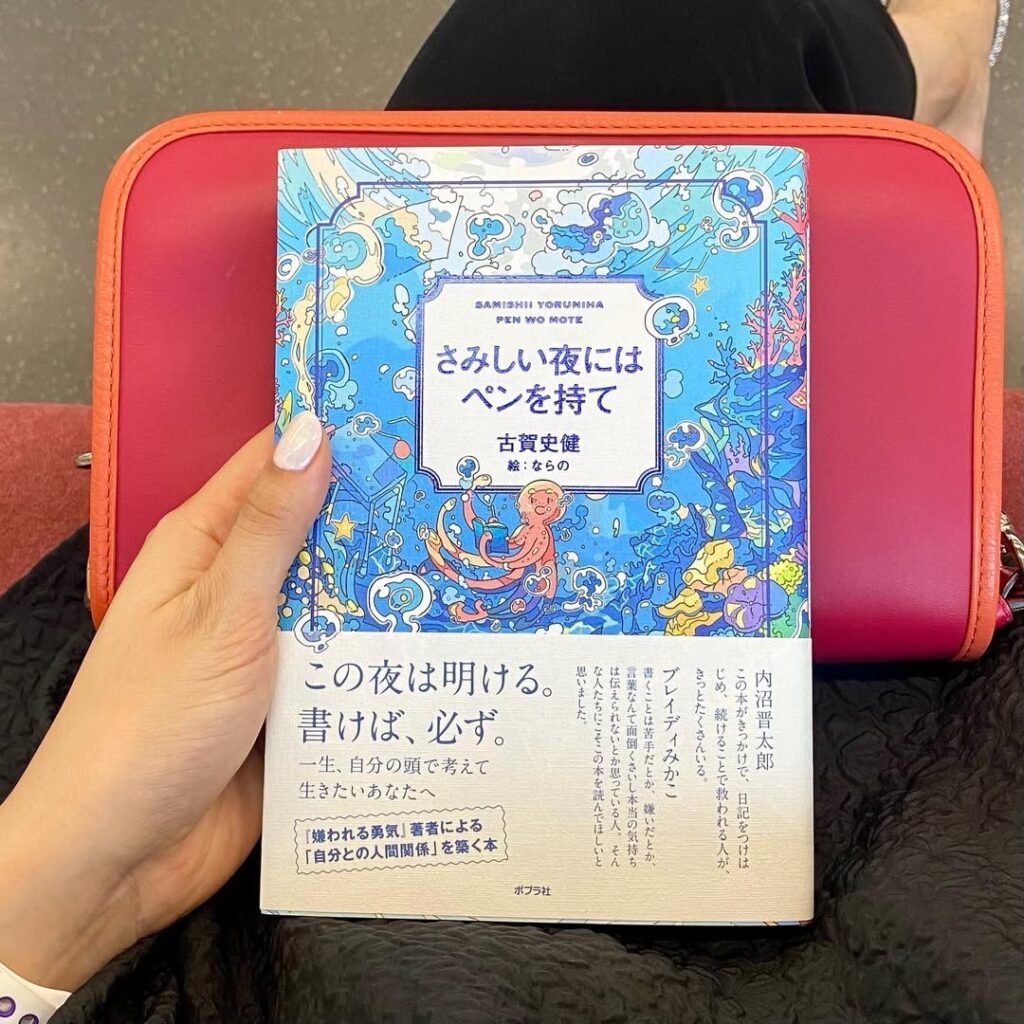 SAMISHII YORUNIHA
PEN WO MOTE
さみしい夜には
ペンを持て
古賀史健
絵:ならの
この夜は明ける。
書けば、必ず。
一生、自分の頭で考えて
生きたいあなたへ
『嫌われる勇気』著者による
「自分との人間関係」を築く本
内沼晋太郎
この本がきっかけで、日記をつけは
じめ、続けることで救われる人が、
きっとたくさんいる。
ブレイディみかこ
書くことは苦手だとか、嫌いだとか、
言葉なんて面倒くさいし本当の気持ち
は伝えられないとか思っている人。そん
な人たちにこそこの本を読んでほしいと
思いました。
ポプラ社